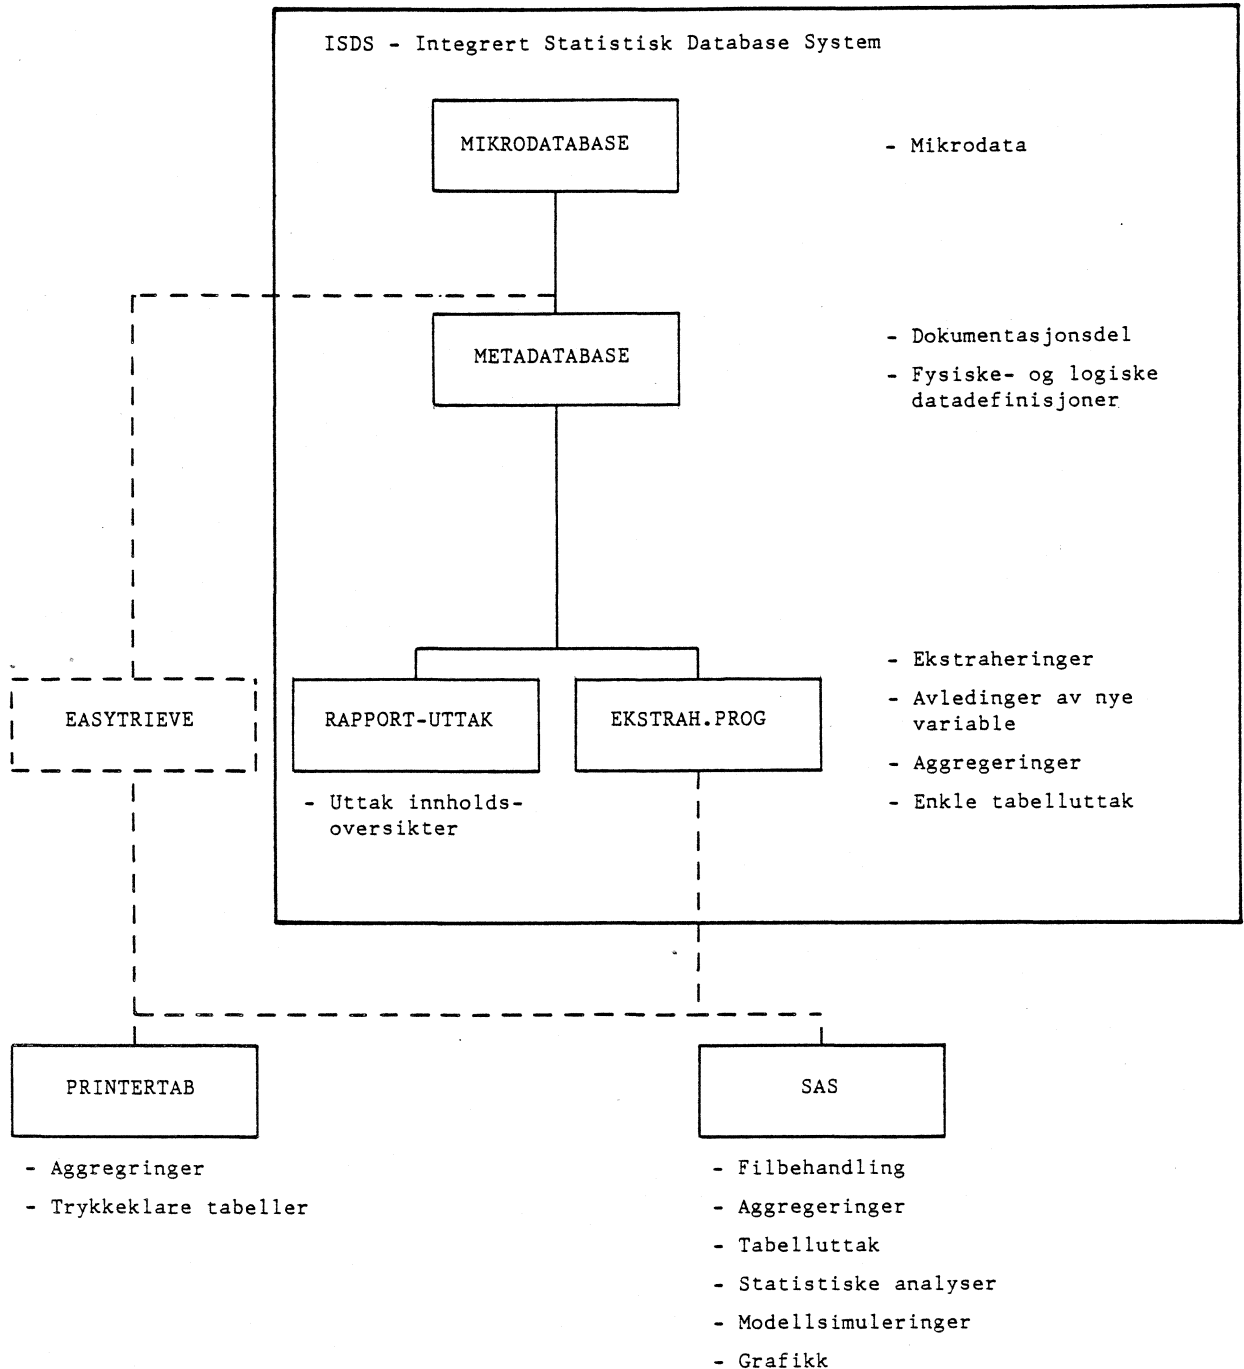 ISDS - Integrert Statistisk Database System
MIKRODATABASE
- Mikrodata
METADATABASE
- Dokumentasjonsdel
- Fysiske- og logiske
datadefinisjoner
EASYTRIEVE
RAPPORT-UTTAK
EKSTRAH.PROG
- Ekstraheringer
- Avledinger av nye
variable
- Aggregeringer
- Enkle tabelluttak
- Uttak innholds-
oversikter
PRINTERTAB
- Aggregringer
- Trykkeklare tabeller
SAS
- Filbehandling
- Aggregeringer
- Tabelluttak
- Statistiske analyser
- Modellsimuleringer
- Grafikk